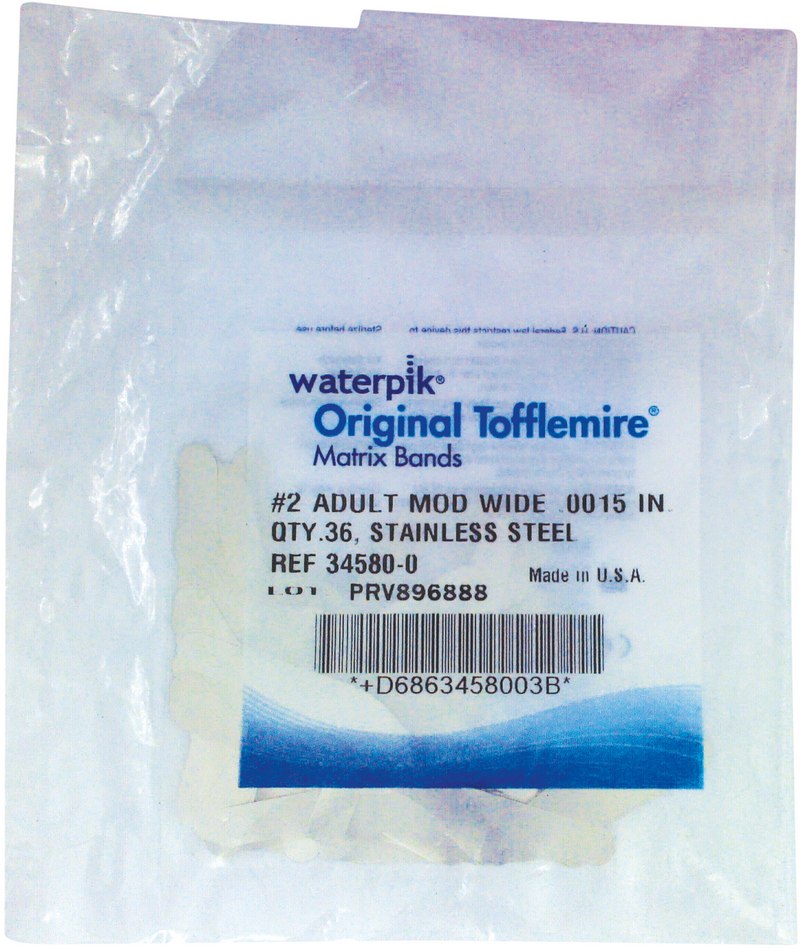 waterpik®
Original Tofflemire®
Matrix Bands
#2 ADULT MOD WIDE .0015 IN.
QTY.36, STAINLESS STEEL
REF 34580-0
Made in U.S.A.
LOT PRV896888
*+D6863458003B*